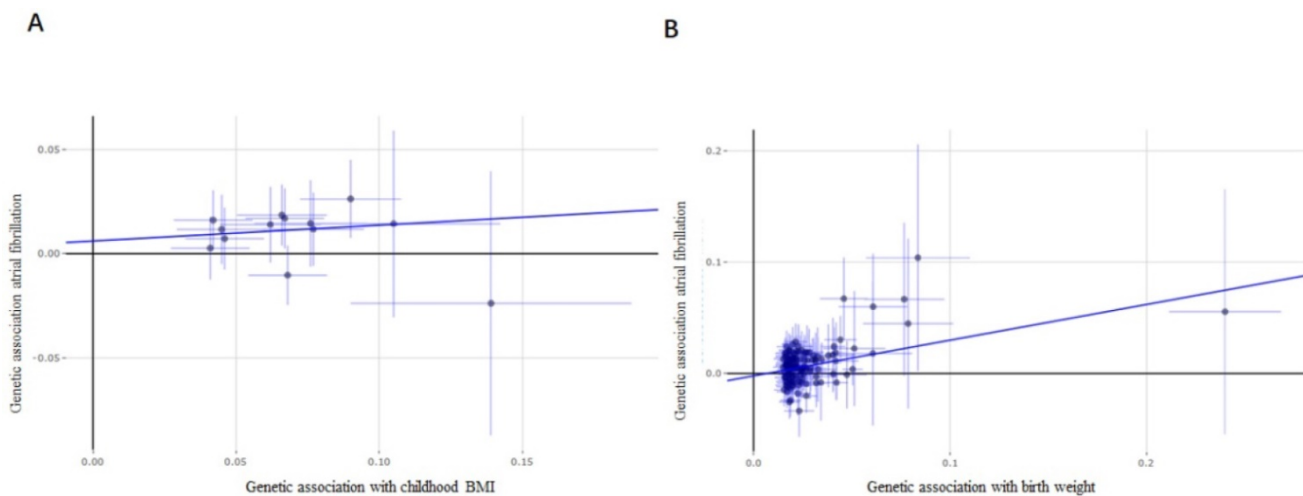 A
Genetic association atrial fibrillation
0.05
0.00
-0.05
0.00
0.05
0.10
0.15
Genetic association with childhood BMI
B
Genetic association atrial fibrillation
0.2
0.1
0.0
0.0
0.1
0.2
Genetic association with birth weight